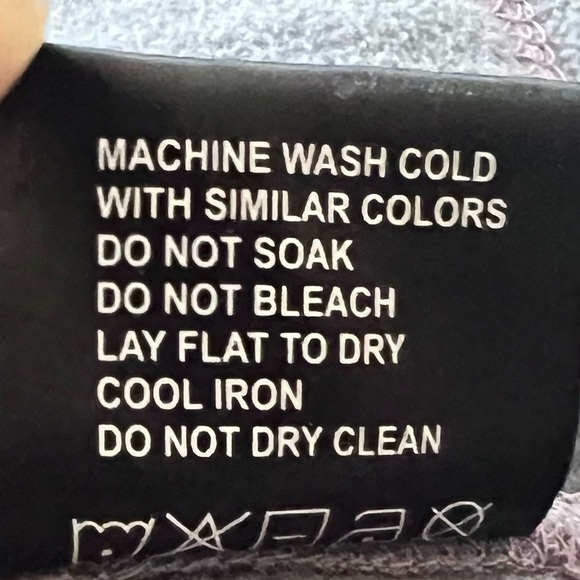 MACHINE WASH COLD
WITH SIMILAR COLORS
DO NOT SOAK
DO NOT BLEACH
LAY FLAT TO DRY
COOL IRON
DO NOT DRY CLEAN